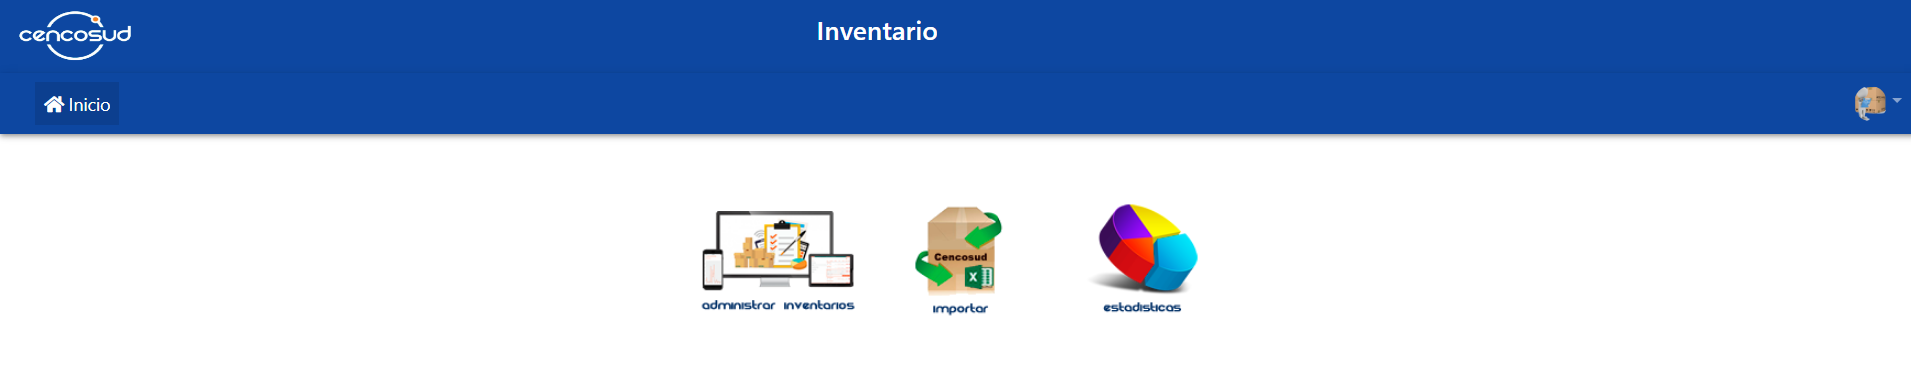 cencosud
Inventario
Inicio
Cencosud
X
administrar inventarios
importar
estadisticas